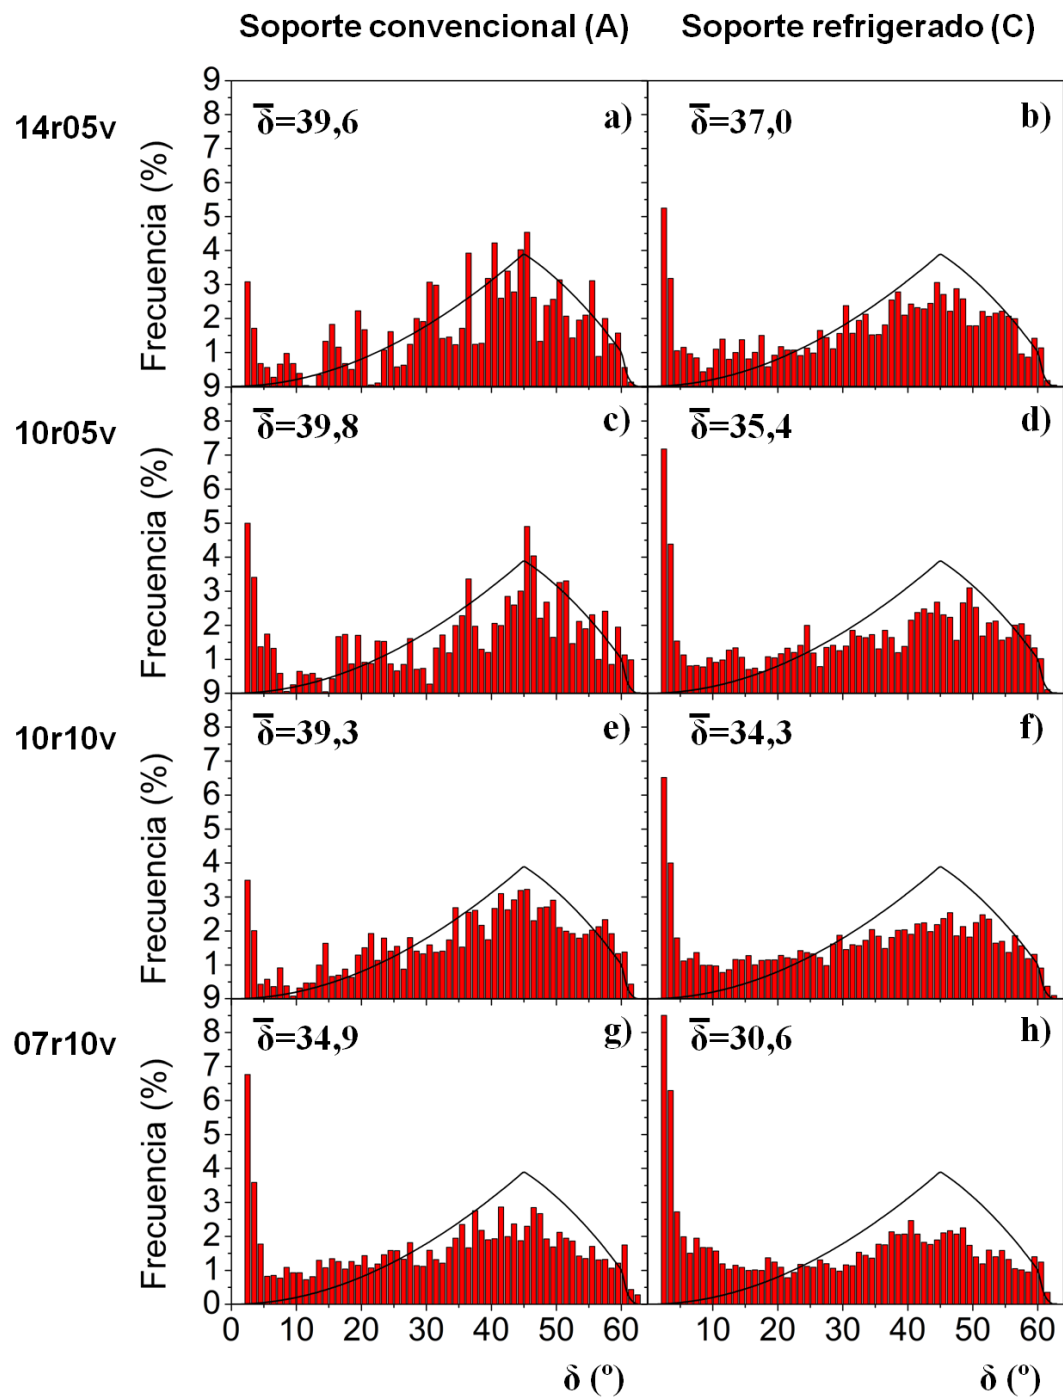 Soporte convencional (A) Soporte refrigerado (C)
14r05v
Frecuencia (%)
9
8
7
6
5
4
3
2
1
δ̅=39,6 a)
δ̅=37,0 b)
10r05v
Frecuencia (%)
9
8
7
6
5
4
3
2
1
δ̅=39,8 c)
δ̅=35,4 d)
10r10v
Frecuencia (%)
9
8
7
6
5
4
3
2
1
δ̅=39,3 e)
δ̅=34,3 f)
07r10v
Frecuencia (%)
9
8
7
6
5
4
3
2
1
0
δ̅=34,9 g)
δ̅=30,6 h)
0 10 20 30 40 50 60 10 20 30 40 50 60
δ (º) δ (º)